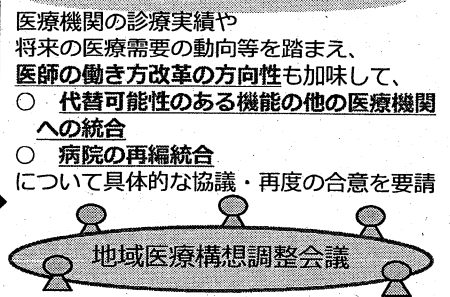 医療機関の診療実績や
将来の医療需要の動向等を踏まえ、
医師の働き方改革の方向性も加味して、
○　代替可能性のある機能の他の医療機関
への統合
○　病院の再編統合
について具体的な協議・再度の合意を要請
地域医療構想調整会議